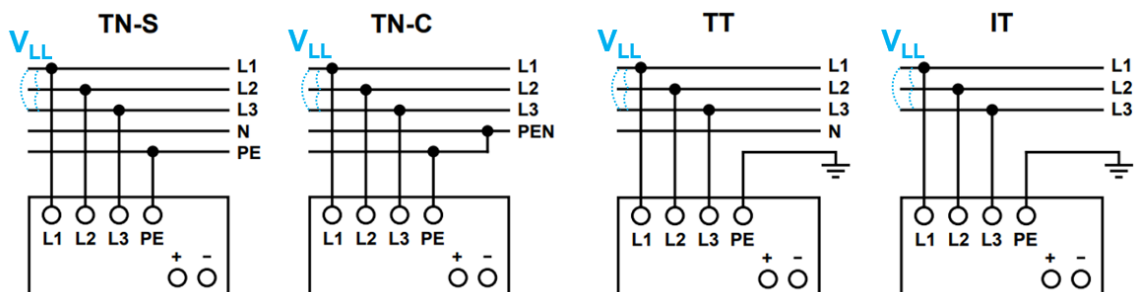 TN-S
TN-C
TT
IT
VLL
VLL
VLL
VLL
L1
L2
L3
N
PE
L1
L2
L3
PEN
L1
L2
L3
N
L1
L2
L3
L1 L2 L3 PE
+ −
L1 L2 L3 PE
+ −
L1 L2 L3 PE
+ −
L1 L2 L3 PE
+ −